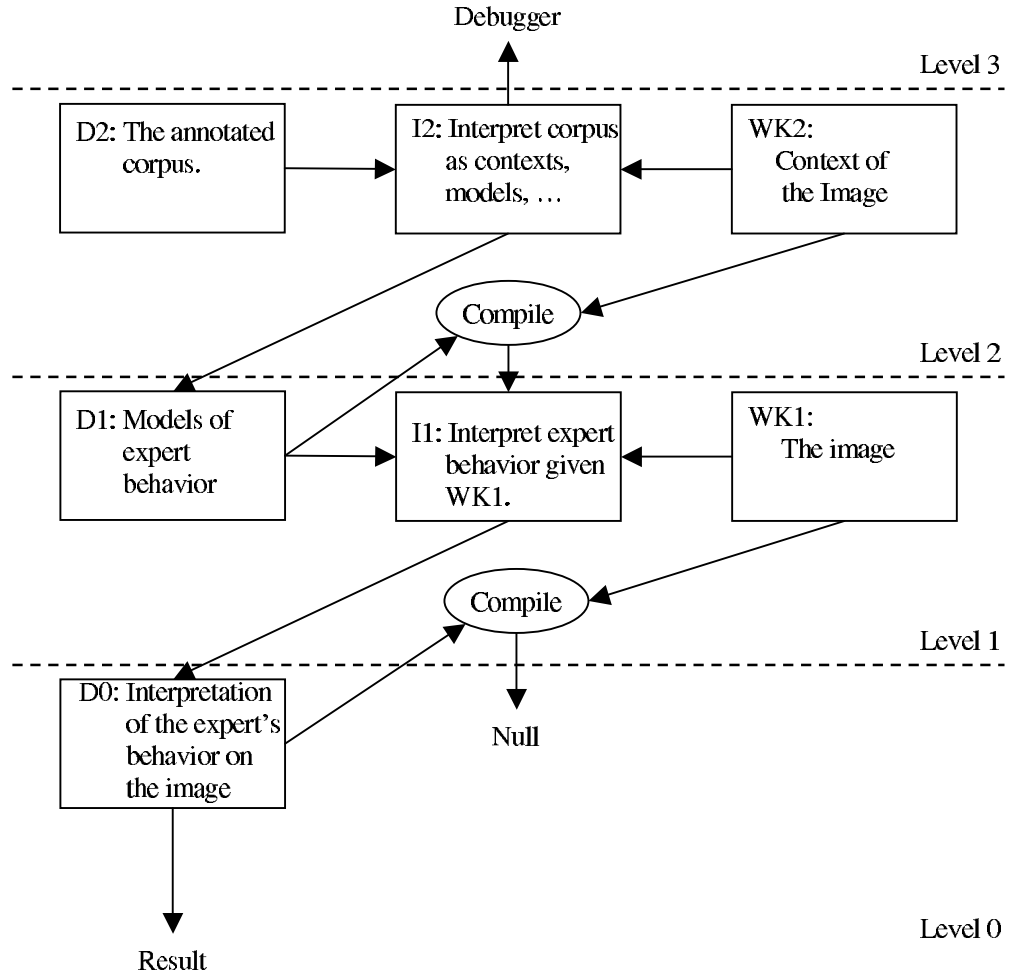 Debugger
Level 3
D2: The annotated
corpus.
I2: Interpret corpus
as contexts,
models, …
WK2:
Context of
the Image
Compile
Level 2
D1: Models of
expert
behavior
I1: Interpret expert
behavior given
WK1.
WK1:
The image
Compile
Level 1
D0: Interpretation
of the expert's
behavior on
the image
Null
Level 0
Result